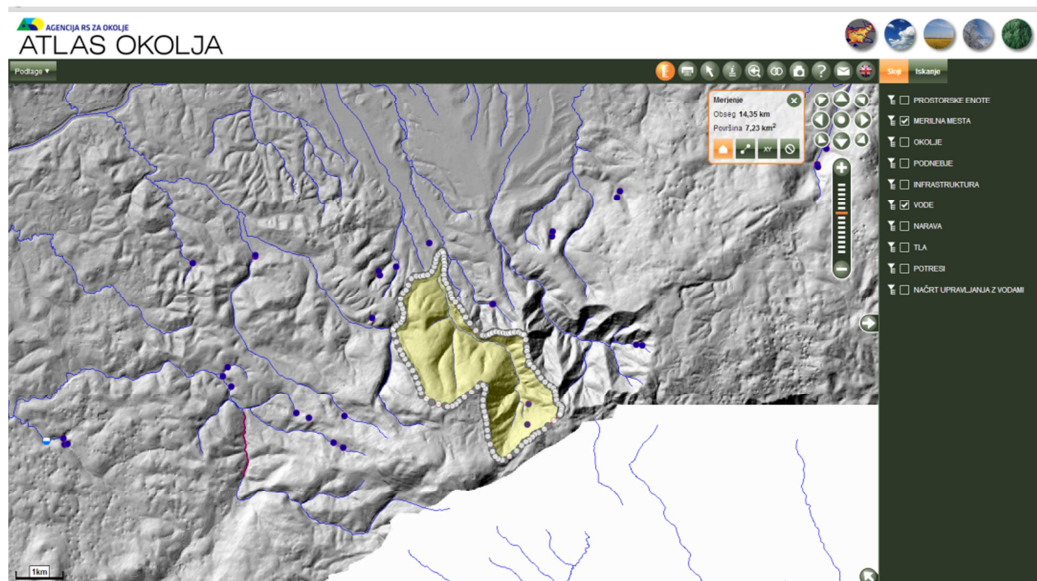 AGENCIJA RS ZA OKOLJE
ATLAS OKOLJA
Podlage ▼
Sloji Iskanje
Merjenje
Obseg 14,35 km
Površina 7,23 km²
XY
PROSTORSKE ENOTE
MERILNA MESTA
OKOLJE
PODNEBJE
INFRASTRUKTURA
VODE
NARAVA
TLA
POTRESI
NAČRT UPRAVLJANJA Z VODAMI
1km